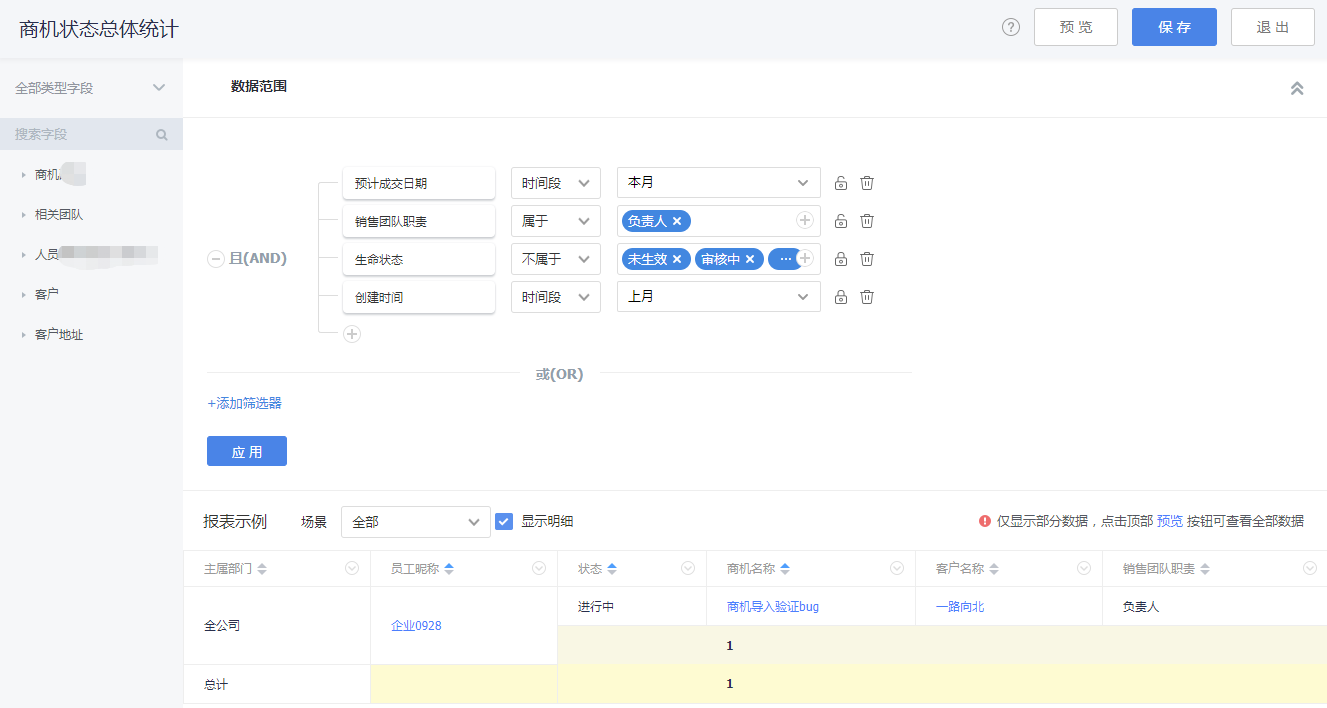 商机状态总体统计
? 预 览 保 存 退 出
全部类型字段
搜索字段
商机
相关团队
人员
客户
客户地址
数据范围
且(AND)
预计成交日期 时间段 本月
销售团队职责 属于 负责人 ×
生命状态 不属于 未生效 × 审核中 × ...
创建时间 时间段 上月
或(OR)
+添加筛选器
应 用
报表示例 场景 全部 显示明细 仅显示部分数据，点击顶部 预览 按钮可查看全部数据
主属部门 员工昵称 状态 商机名称 客户名称 销售团队职责
全公司 企业0928 进行中 商机导入验证bug 一路向北 负责人
1
总计 1